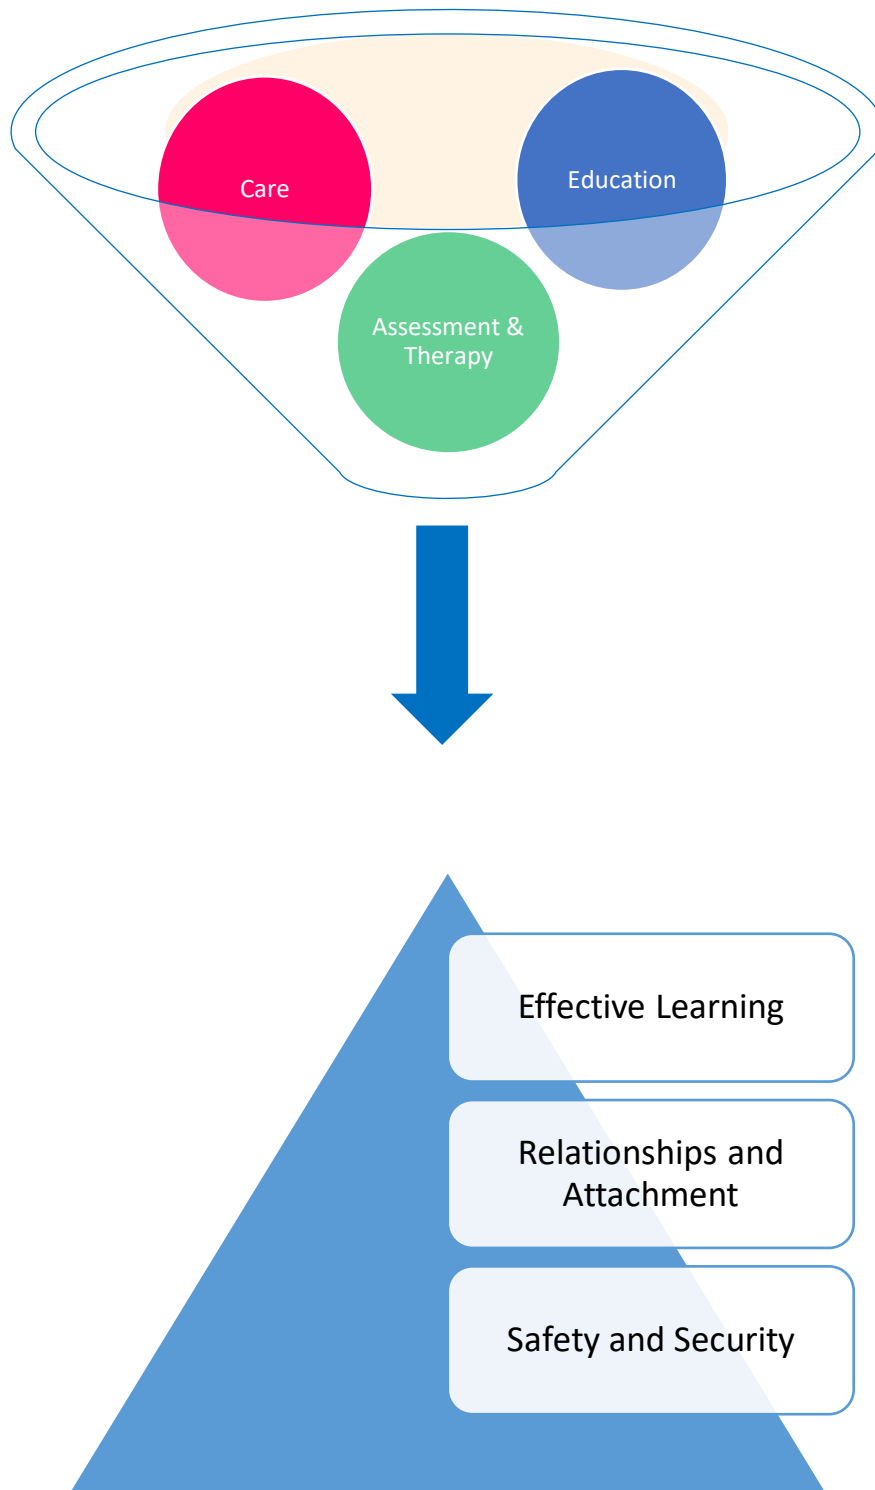 Care
Education
Assessment &
Therapy
Effective Learning
Relationships and
Attachment
Safety and Security